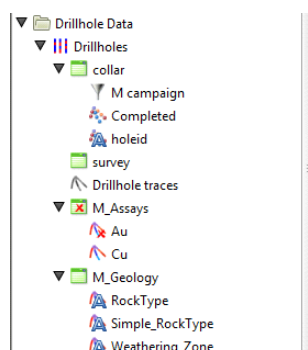 Drillhole Data
Drillholes
collar
M campaign
Completed
holeid
survey
Drillhole traces
M_Assays
Au
Cu
M_Geology
RockType
Simple_RockType
Weathering_Zone